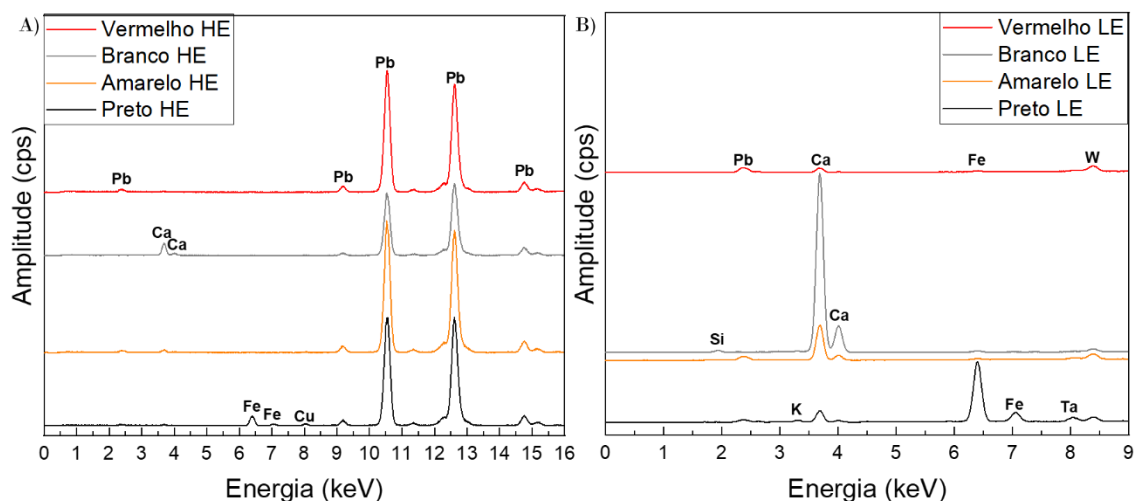 A)
Vermelho HE
Branco HE
Amarelo HE
Preto HE
Pb
Pb
Pb
Pb
Pb
Ca
Ca
Fe
Fe
Cu
Amplitude (cps)
0 1 2 3 4 5 6 7 8 9 10 11 12 13 14 15 16
Energia (keV)
B)
Vermelho LE
Branco LE
Amarelo LE
Preto LE
Pb
Ca
Fe
W
Ca
Si
K
Fe
Ta
Amplitude (cps)
0 1 2 3 4 5 6 7 8 9
Energia (keV)